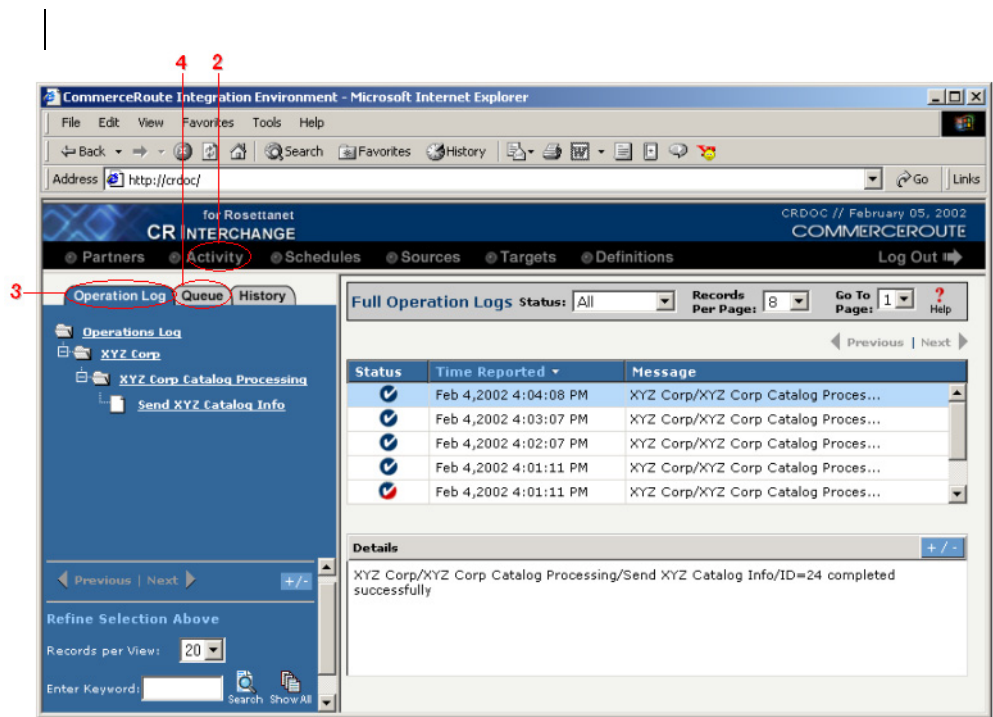 4 2
CommerceRoute Integration Environment - Microsoft Internet Explorer
File Edit View Favorites Tools Help
Back Search Favorites History
Address http://crdoc/ Go Links
for Rosettanet
CR INTERCHANGE
CRDOC // February 05, 2002
COMMERCEROUTE
Partners Activity Schedules Sources Targets Definitions Log Out
3
Operation Log Queue History
Operations Log
XYZ Corp
XYZ Corp Catalog Processing
Send XYZ Catalog Info
Previous | Next +/-
Refine Selection Above
Records per View: 20
Enter Keyword: Search Show All
Full Operation Logs Status: All Records Per Page: 8 Go To Page: 1 ? Help
Previous | Next
Status Time Reported Message
Feb 4,2002 4:04:08 PM XYZ Corp/XYZ Corp Catalog Proces...
Feb 4,2002 4:03:07 PM XYZ Corp/XYZ Corp Catalog Proces...
Feb 4,2002 4:02:07 PM XYZ Corp/XYZ Corp Catalog Proces...
Feb 4,2002 4:01:11 PM XYZ Corp/XYZ Corp Catalog Proces...
Feb 4,2002 4:01:11 PM XYZ Corp/XYZ Corp Catalog Proces...
Details + / -
XYZ Corp/XYZ Corp Catalog Processing/Send XYZ Catalog Info/ID=24 completed
successfully